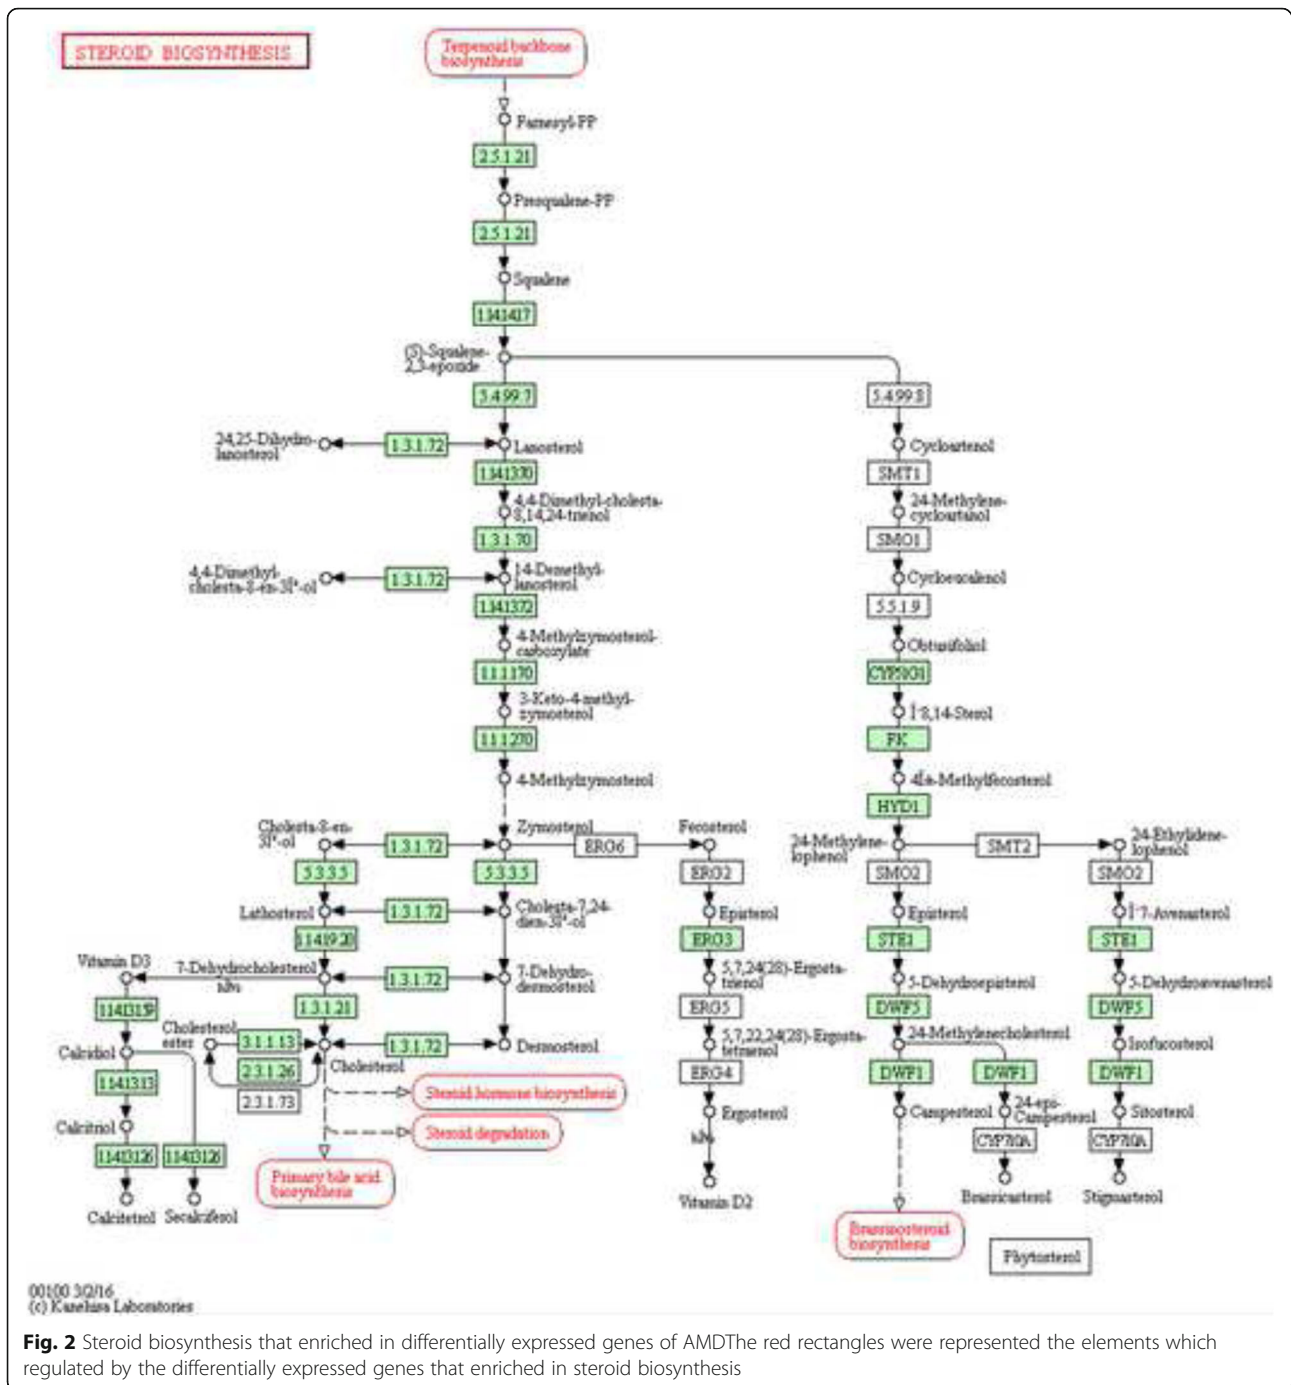 STEROID BIOSYNTHESIS
Terpenoid backbone
biosynthesis
Farnesyl-PP
2.5.1.21
Presqualene-PP
2.5.1.21
Squalene
1.14.14.17
(S)-Squalene-
2,3-epoxide
5.4.99.7
5.4.99.8
24,25-Dihydro-
lanosterol
1.3.1.72
Lanosterol
Cycloartenol
1.14.13.70
SMT1
4,4-Dimethyl-cholesta-
8,14,24-trienol
24-Methylene-
cycloartanol
1.3.1.70
SMO1
4,4-Dimethyl-
cholesta-8-en-3Î²-ol
1.3.1.72
14-Demethyl-
lanosterol
Cycloeucalenol
1.14.13.72
5.5.1.9
4-Methylzymosterol-
carboxylate
Obtusifoliol
1.1.1.170
CYP51G1
3-Keto-4-methyl-
zymosterol
8,14-Sterol
1.1.1.270
FK
4-Methylzymosterol
-Methylfecosterol
HYD1
Cholesta-8-en-
3Îª-ol
1.3.1.72
Zymosterol
ERG6
Fecosterol
24-Methylene-
lophenol
SMT2
24-Ethylidene-
lophenol
5.3.3.5
5.3.3.5
ERG2
SMO2
SMO2
Lathosterol
1.3.1.72
Cholesta-7,24-
dien-3Îª-ol
Episterol
Episterol
7-Avenasterol
1.14.19.20
ERG3
STE1
STE1
Vitamin D3
7-Dehydrocholesterol
hν
1.3.1.72
7-Dehydro-
desmosterol
5,7,24(28)-Ergosta-
trienol
5-Dehydroepisterol
5-Dehydroavenasterol
1.14.13.159
1.3.1.21
ERG5
DWF5
DWF5
Calcidiol
Cholesterol
ester
3.1.1.13
2.3.1.26
2.3.1.73
Cholesterol
1.3.1.72
Desmosterol
5,7,22,24(28)-Ergosta-
tetraenol
24-Methylenecholesterol
Isofucosterol
1.14.13.13
ERG4
DWF1
DWF1
DWF1
Steroid hormone biosynthesis
Calcitriol
Ergosterol
Campesterol
24-epi-
Campesterol
Sitosterol
Steroid degradation
1.14.13.126
1.14.13.126
hν
CYP710A
CYP710A
Primary bile acid
biosynthesis
Calcitetrol
Secalciferol
Vitamin D2
Brassicasterol
Stigmasterol
Brassinosteroid
biosynthesis
Phytosterol
00100 3/2/16
(c) Kanehisa Laboratories
Fig. 2 Steroid biosynthesis that enriched in differentially expressed genes of AMDThe red rectangles were represented the elements which
regulated by the differentially expressed genes that enriched in steroid biosynthesis